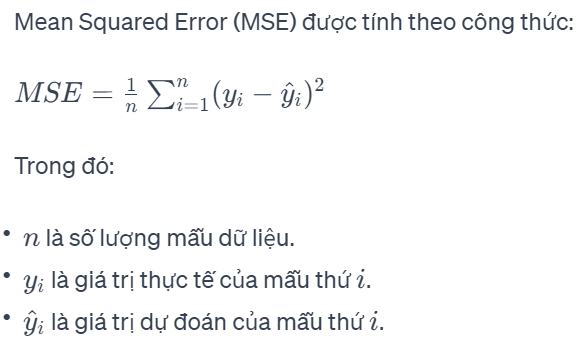 Mean Squared Error (MSE) được tính theo công thức:
$MSE = \frac{1}{n} \sum_{i=1}^{n} (y_i - \hat{y}_i)^2$
Trong đó:
• $n$ là số lượng mẫu dữ liệu.
• $y_i$ là giá trị thực tế của mẫu thứ $i$.
• $\hat{y}_i$ là giá trị dự đoán của mẫu thứ $i$.